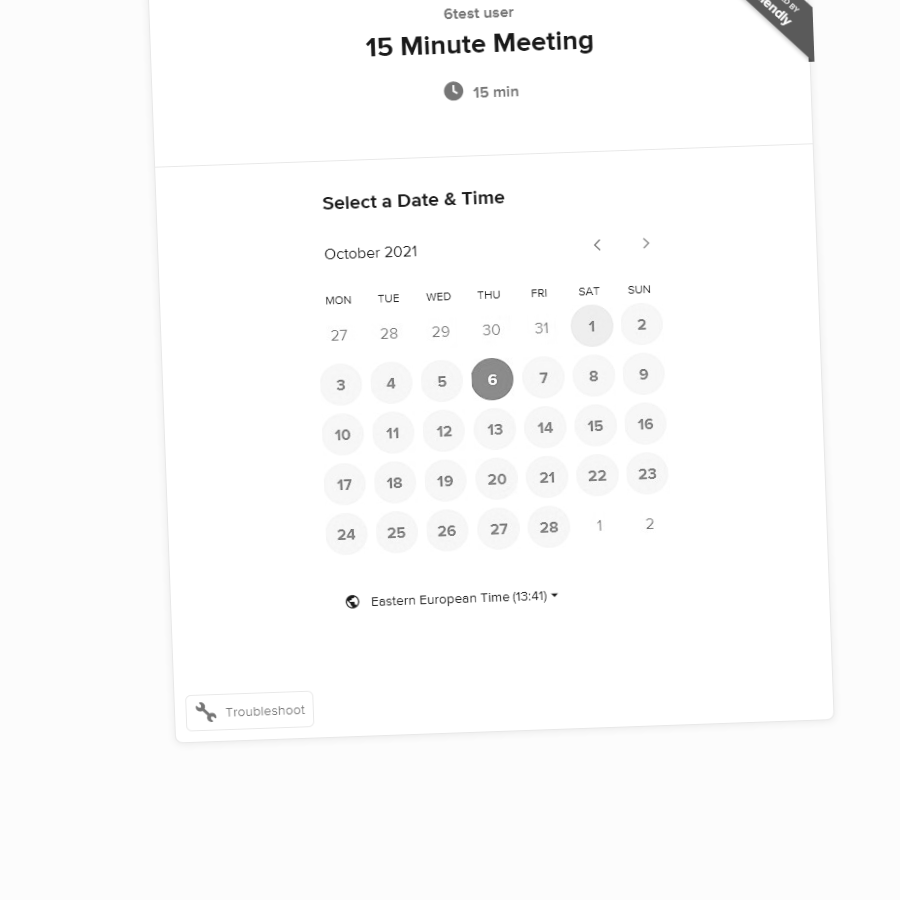 6test user
15 Minute Meeting
15 min
Select a Date & Time
October 2021
MON TUE WED THU FRI SAT SUN
27 28 29 30 31 1 2
3 4 5 6 7 8 9
10 11 12 13 14 15 16
17 18 19 20 21 22 23
24 25 26 27 28 1 2
Eastern European Time (13:41)
Troubleshoot